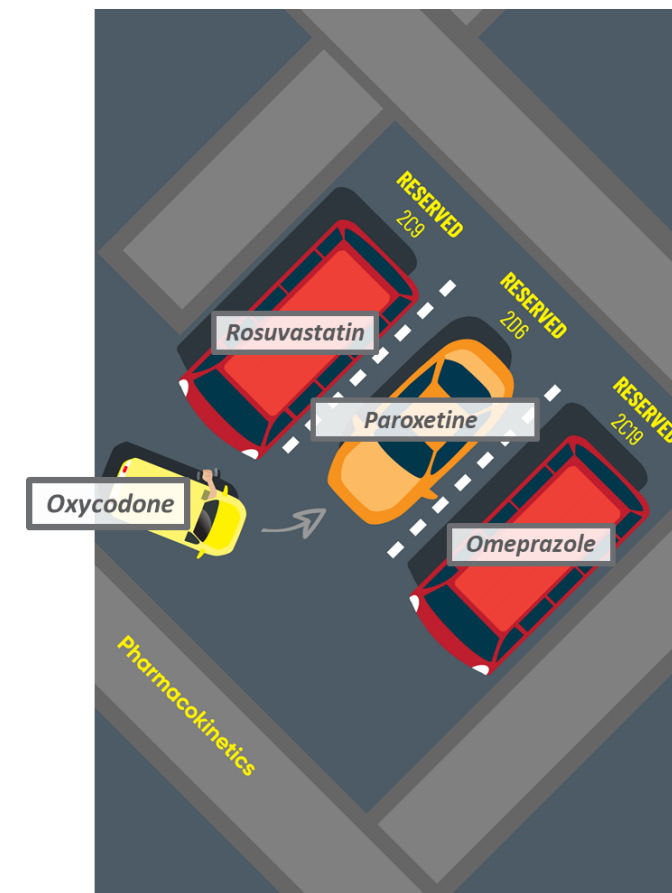 RESERVED
2C9
RESERVED
2D6
RESERVED
2C19
Rosuvastatin
Paroxetine
Oxycodone
Omeprazole
Pharmacokinetics